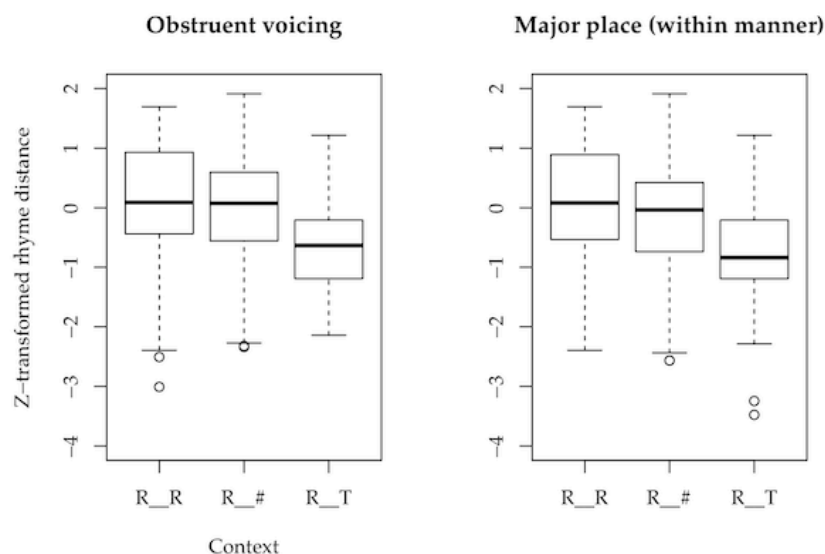 Obstruent voicing
Z−transformed rhyme distance
2
1
0
−1
−2
−3
−4
R__R R__# R__T
Context
Major place (within manner)
2
1
0
−1
−2
−3
−4
R__R R__# R__T